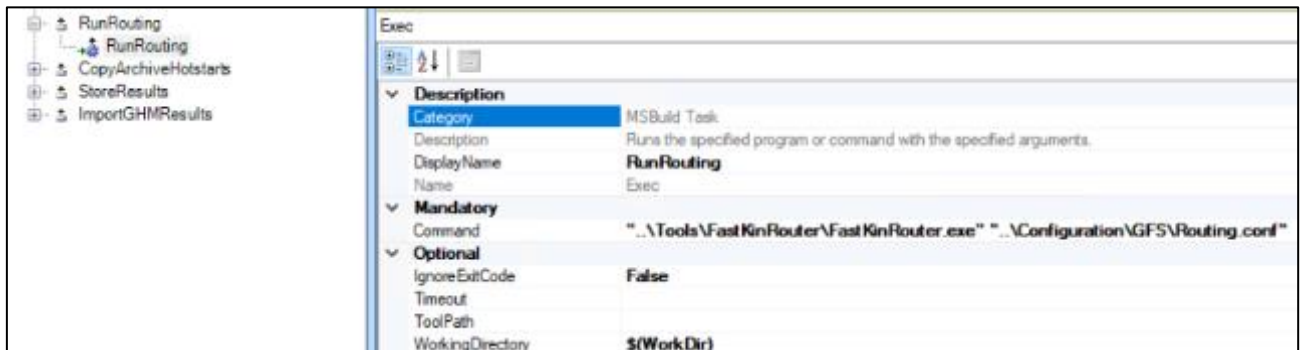 RunRouting
RunRouting
CopyArchiveHotstarts
StoreResults
ImportGHMResults
Exec
Description
Category MSBuild Task
Description Runs the specified program or command with the specified arguments.
DisplayName RunRouting
Name Exec
Mandatory
Command "..\Tools\FastKinRouter\FastKinRouter.exe" "..\Configuration\GFS\Routing.conf"
Optional
IgnoreExitCode False
Timeout
ToolPath
WorkingDirectory $(WorkDir)